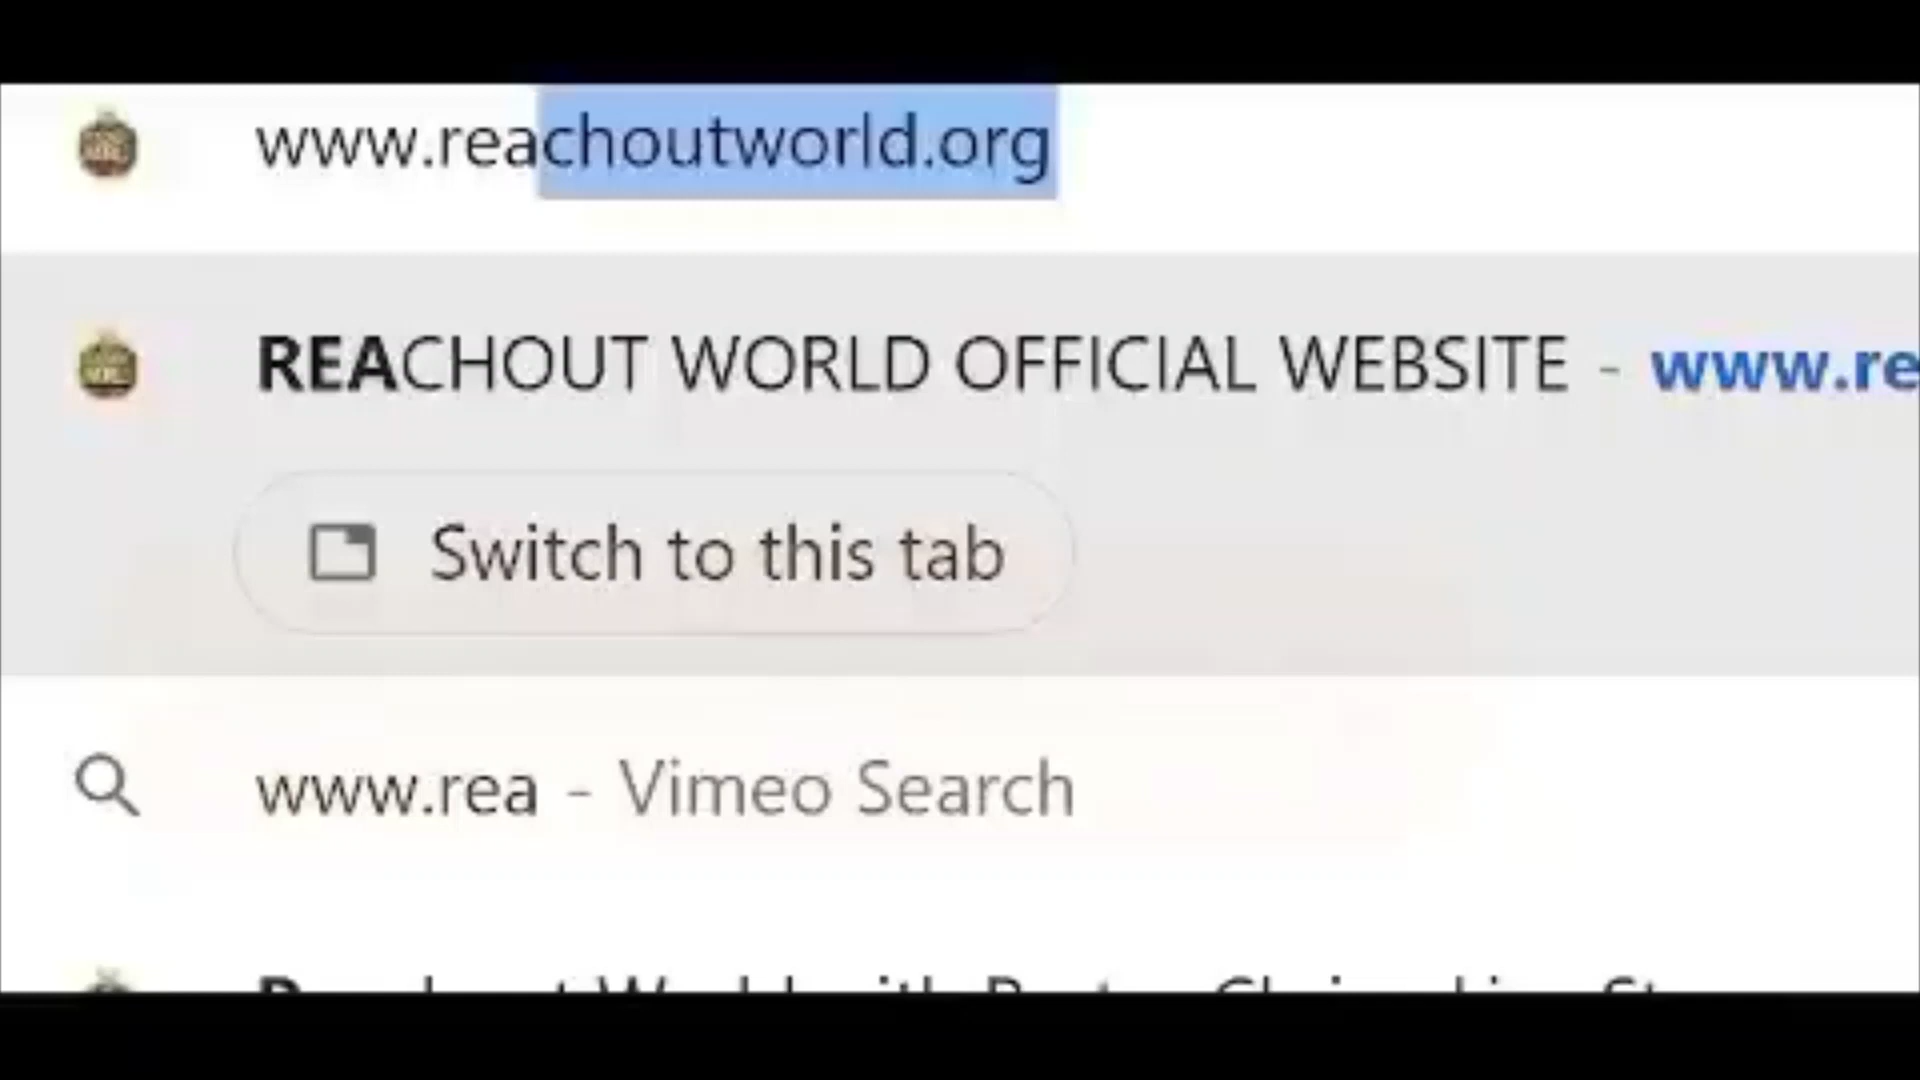 www.reachoutworld.org
REACHOUT WORLD OFFICIAL WEBSITE - www.re
Switch to this tab
www.rea - Vimeo Search